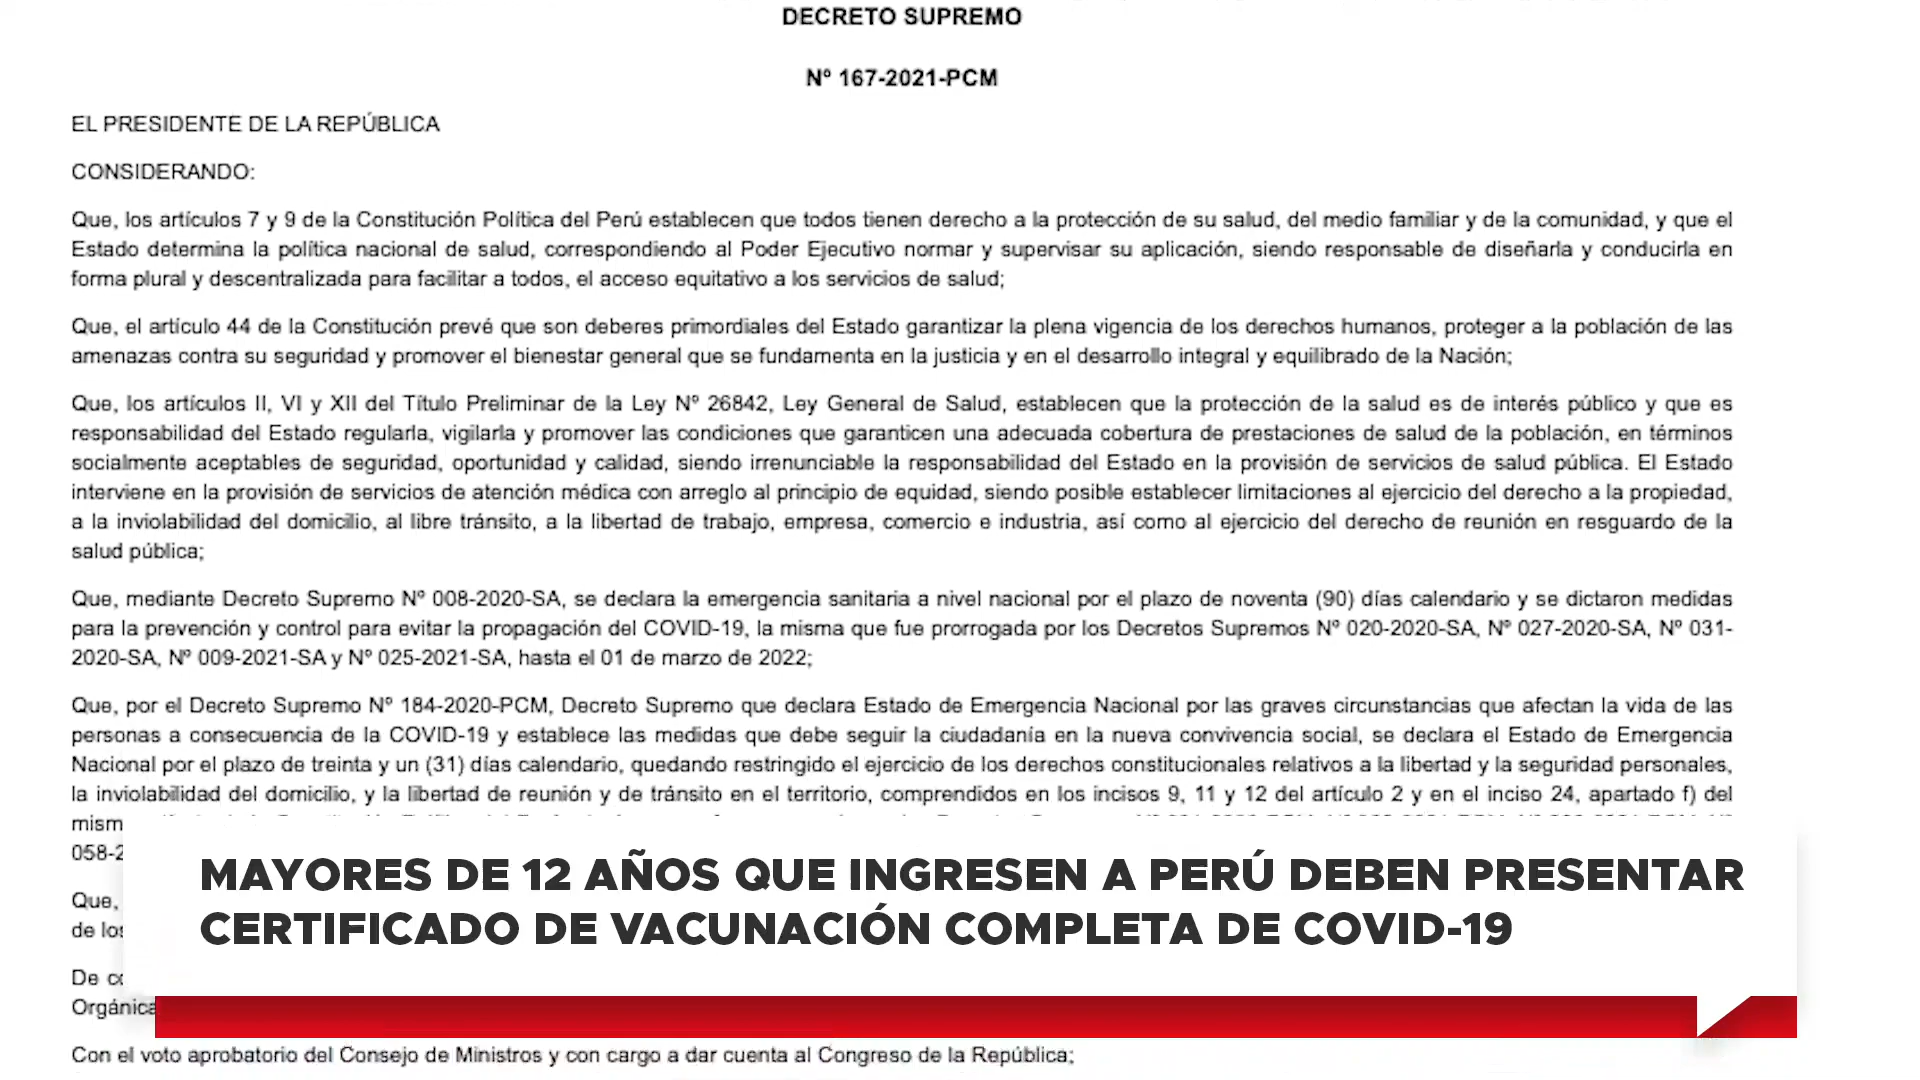 DECRETO SUPREMO
Nº 167-2021-PCM
EL PRESIDENTE DE LA REPÚBLICA
CONSIDERANDO:
Que, los artículos 7 y 9 de la Constitución Política del Perú establecen que todos tienen derecho a la protección de su salud, del medio familiar y de la comunidad, y que el
Estado determina la política nacional de salud, correspondiendo al Poder Ejecutivo normar y supervisar su aplicación, siendo responsable de diseñarla y conducirla en
forma plural y descentralizada para facilitar a todos, el acceso equitativo a los servicios de salud;
Que, el artículo 44 de la Constitución prevé que son deberes primordiales del Estado garantizar la plena vigencia de los derechos humanos, proteger a la población de las
amenazas contra su seguridad y promover el bienestar general que se fundamenta en la justicia y en el desarrollo integral y equilibrado de la Nación;
Que, los artículos II, VI y XII del Título Preliminar de la Ley Nº 26842, Ley General de Salud, establecen que la protección de la salud es de interés público y que es
responsabilidad del Estado regularla, vigilarla y promover las condiciones que garanticen una adecuada cobertura de prestaciones de salud de la población, en términos
socialmente aceptables de seguridad, oportunidad y calidad, siendo irrenunciable la responsabilidad del Estado en la provisión de servicios de salud pública. El Estado
interviene en la provisión de servicios de atención médica con arreglo al principio de equidad, siendo posible establecer limitaciones al ejercicio del derecho a la propiedad,
a la inviolabilidad del domicilio, al libre tránsito, a la libertad de trabajo, empresa, comercio e industria, así como al ejercicio del derecho de reunión en resguardo de la
salud pública;
Que, mediante Decreto Supremo Nº 008-2020-SA, se declara la emergencia sanitaria a nivel nacional por el plazo de noventa (90) días calendario y se dictaron medidas
para la prevención y control para evitar la propagación del COVID-19, la misma que fue prorrogada por los Decretos Supremos Nº 020-2020-SA, Nº 027-2020-SA, Nº 031-
2020-SA, Nº 009-2021-SA y Nº 025-2021-SA, hasta el 01 de marzo de 2022;
Que, por el Decreto Supremo Nº 184-2020-PCM, Decreto Supremo que declara Estado de Emergencia Nacional por las graves circunstancias que afectan la vida de las
personas a consecuencia de la COVID-19 y establece las medidas que debe seguir la ciudadanía en la nueva convivencia social, se declara el Estado de Emergencia
Nacional por el plazo de treinta y un (31) días calendario, quedando restringido el ejercicio de los derechos constitucionales relativos a la libertad y la seguridad personales,
la inviolabilidad del domicilio, y la libertad de reunión y de tránsito en el territorio, comprendidos en los incisos 9, 11 y 12 del artículo 2 y en el inciso 24, apartado f) del
mism
058-2
Que,
de los
De co
Orgánica
MAYORES DE 12 AÑOS QUE INGRESEN A PERÚ DEBEN PRESENTAR
CERTIFICADO DE VACUNACIÓN COMPLETA DE COVID-19
Con el voto aprobatorio del Consejo de Ministros y con cargo a dar cuenta al Congreso de la República;